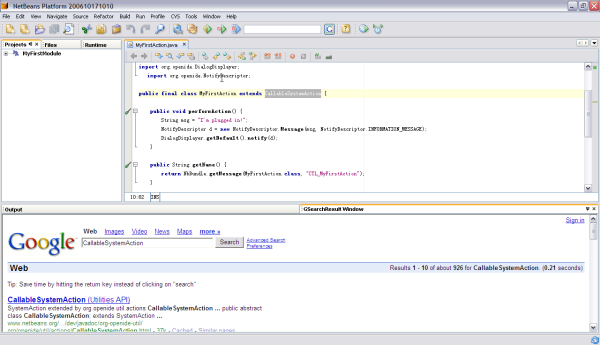 NetBeans Platform 200610171010
File Edit View Navigate Source Refactor Build Run Profile CVS Tools Window Help
Projects Files Runtime
MyFirstModule
MyFirstAction.java
import org.openide.DialogDisplayer;
import org.openide.NotifyDescriptor;
public final class MyFirstAction extends CallableSystemAction {
public void performAction() {
String msg = "I'm plugged in!";
NotifyDescriptor d = new NotifyDescriptor.Message(msg, NotifyDescriptor.INFORMATION_MESSAGE);
DialogDisplayer.getDefault().notify(d);
}
public String getName() {
return NbBundle.getMessage(MyFirstAction.class, "CTL_MyFirstAction");
}
10:62 INS
Output GSearchResult Window
Sign in
Web Images Video News Maps more »
Google
CallableSystemAction Search Advanced Search
Preferences
Web Results 1 - 10 of about 926 for CallableSystemAction. (0.21 seconds)
Tip: Save time by hitting the return key instead of clicking on "search"
CallableSystemAction (Utilities API)
SystemAction extended by org.openide.util.actions CallableSystemAction ... public abstract
class CallableSystemAction; extends SystemAction ...
www.netbeans.org/.../dev/javadoc/org-openide-util/
org/openide/util/actions/CallableSystemAction.html - 37k - Cached - Similar pages